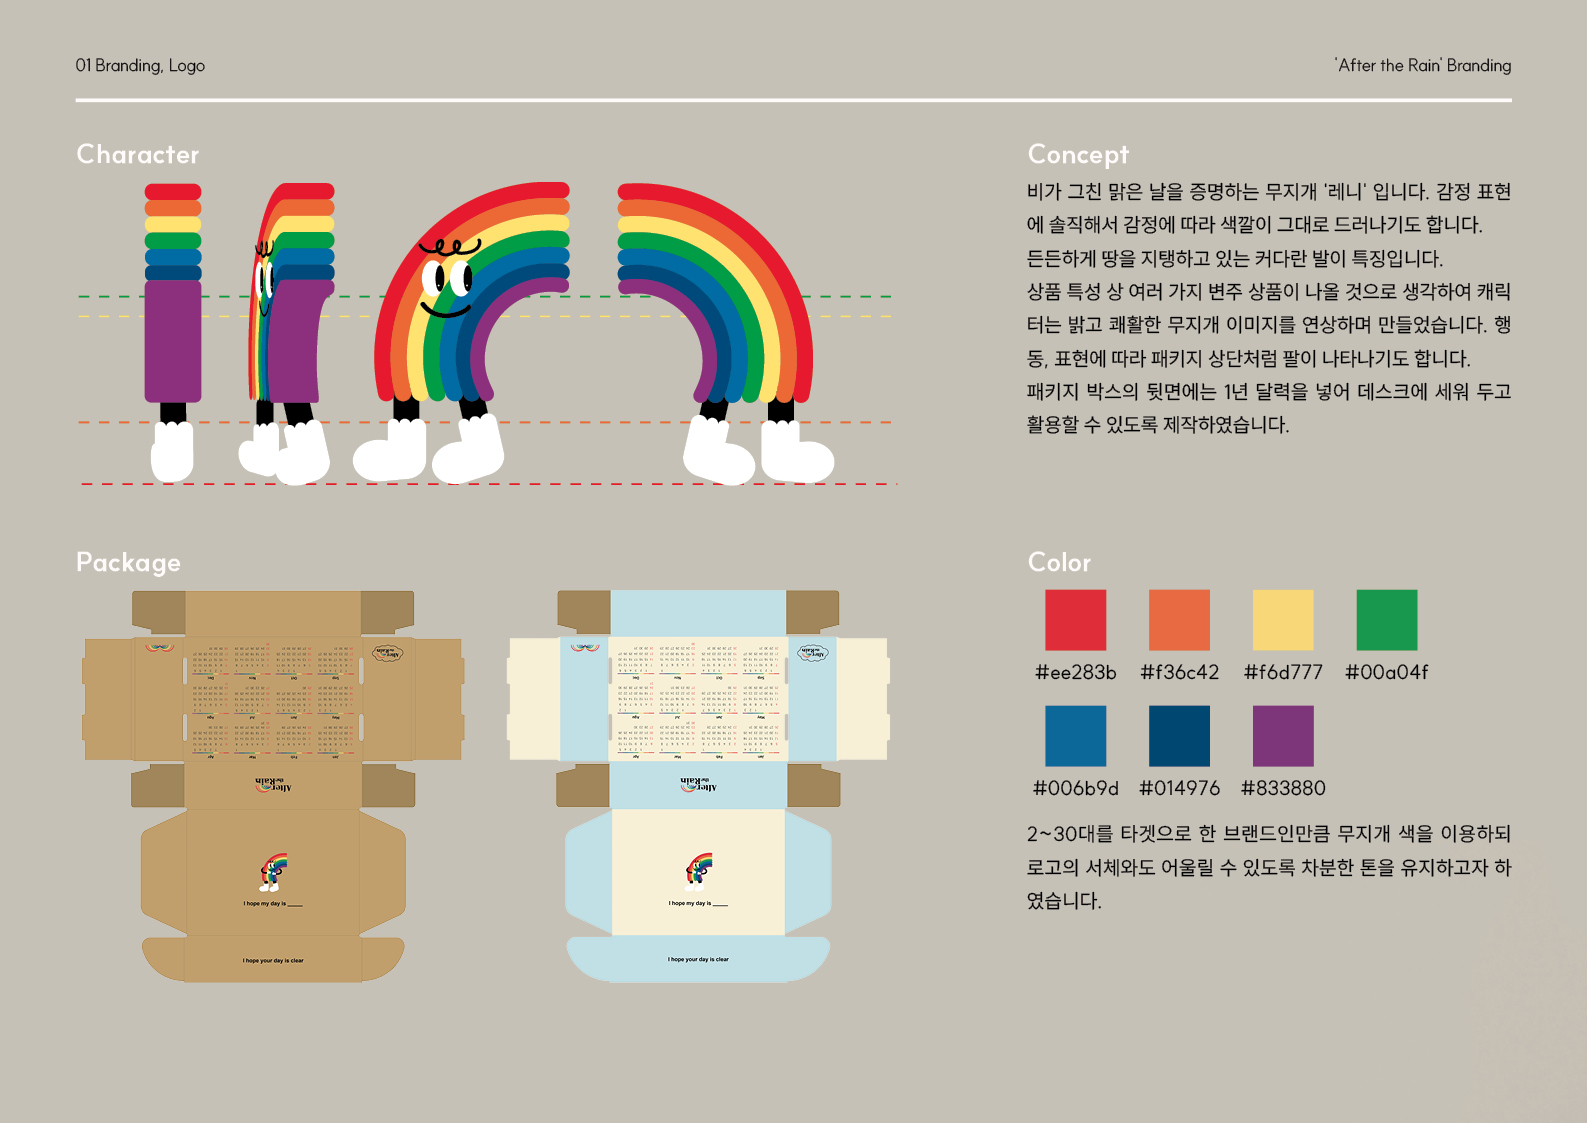 01 Branding, Logo
'After the Rain' Branding
Character
Concept
비가 그친 맑은 날을 증명하는 무지개 '레니' 입니다. 감정 표현
에 솔직해서 감정에 따라 색깔이 그대로 드러나기도 합니다.
든든하게 땅을 지탱하고 있는 커다란 발이 특징입니다.
상품 특성 상 여러 가지 변주 상품이 나올 것으로 생각하여 캐릭
터는 밝고 쾌활한 무지개 이미지를 연상하며 만들었습니다. 행
동, 표현에 따라 패키지 상단처럼 팔이 나타나기도 합니다.
패키지 박스의 뒷면에는 1년 달력을 넣어 데스크에 세워 두고
활용할 수 있도록 제작하였습니다.
Package
After
the Rain
I hope my day is ____
I hope your day is clear
After
the Rain
I hope my day is ____
I hope your day is clear
Color
#ee283b #f36c42 #f6d777 #00a04f
#006b9d #014976 #833880
2~30대를 타겟으로 한 브랜드인만큼 무지개 색을 이용하되
로고의 서체와도 어울릴 수 있도록 차분한 톤을 유지하고자 하
였습니다.